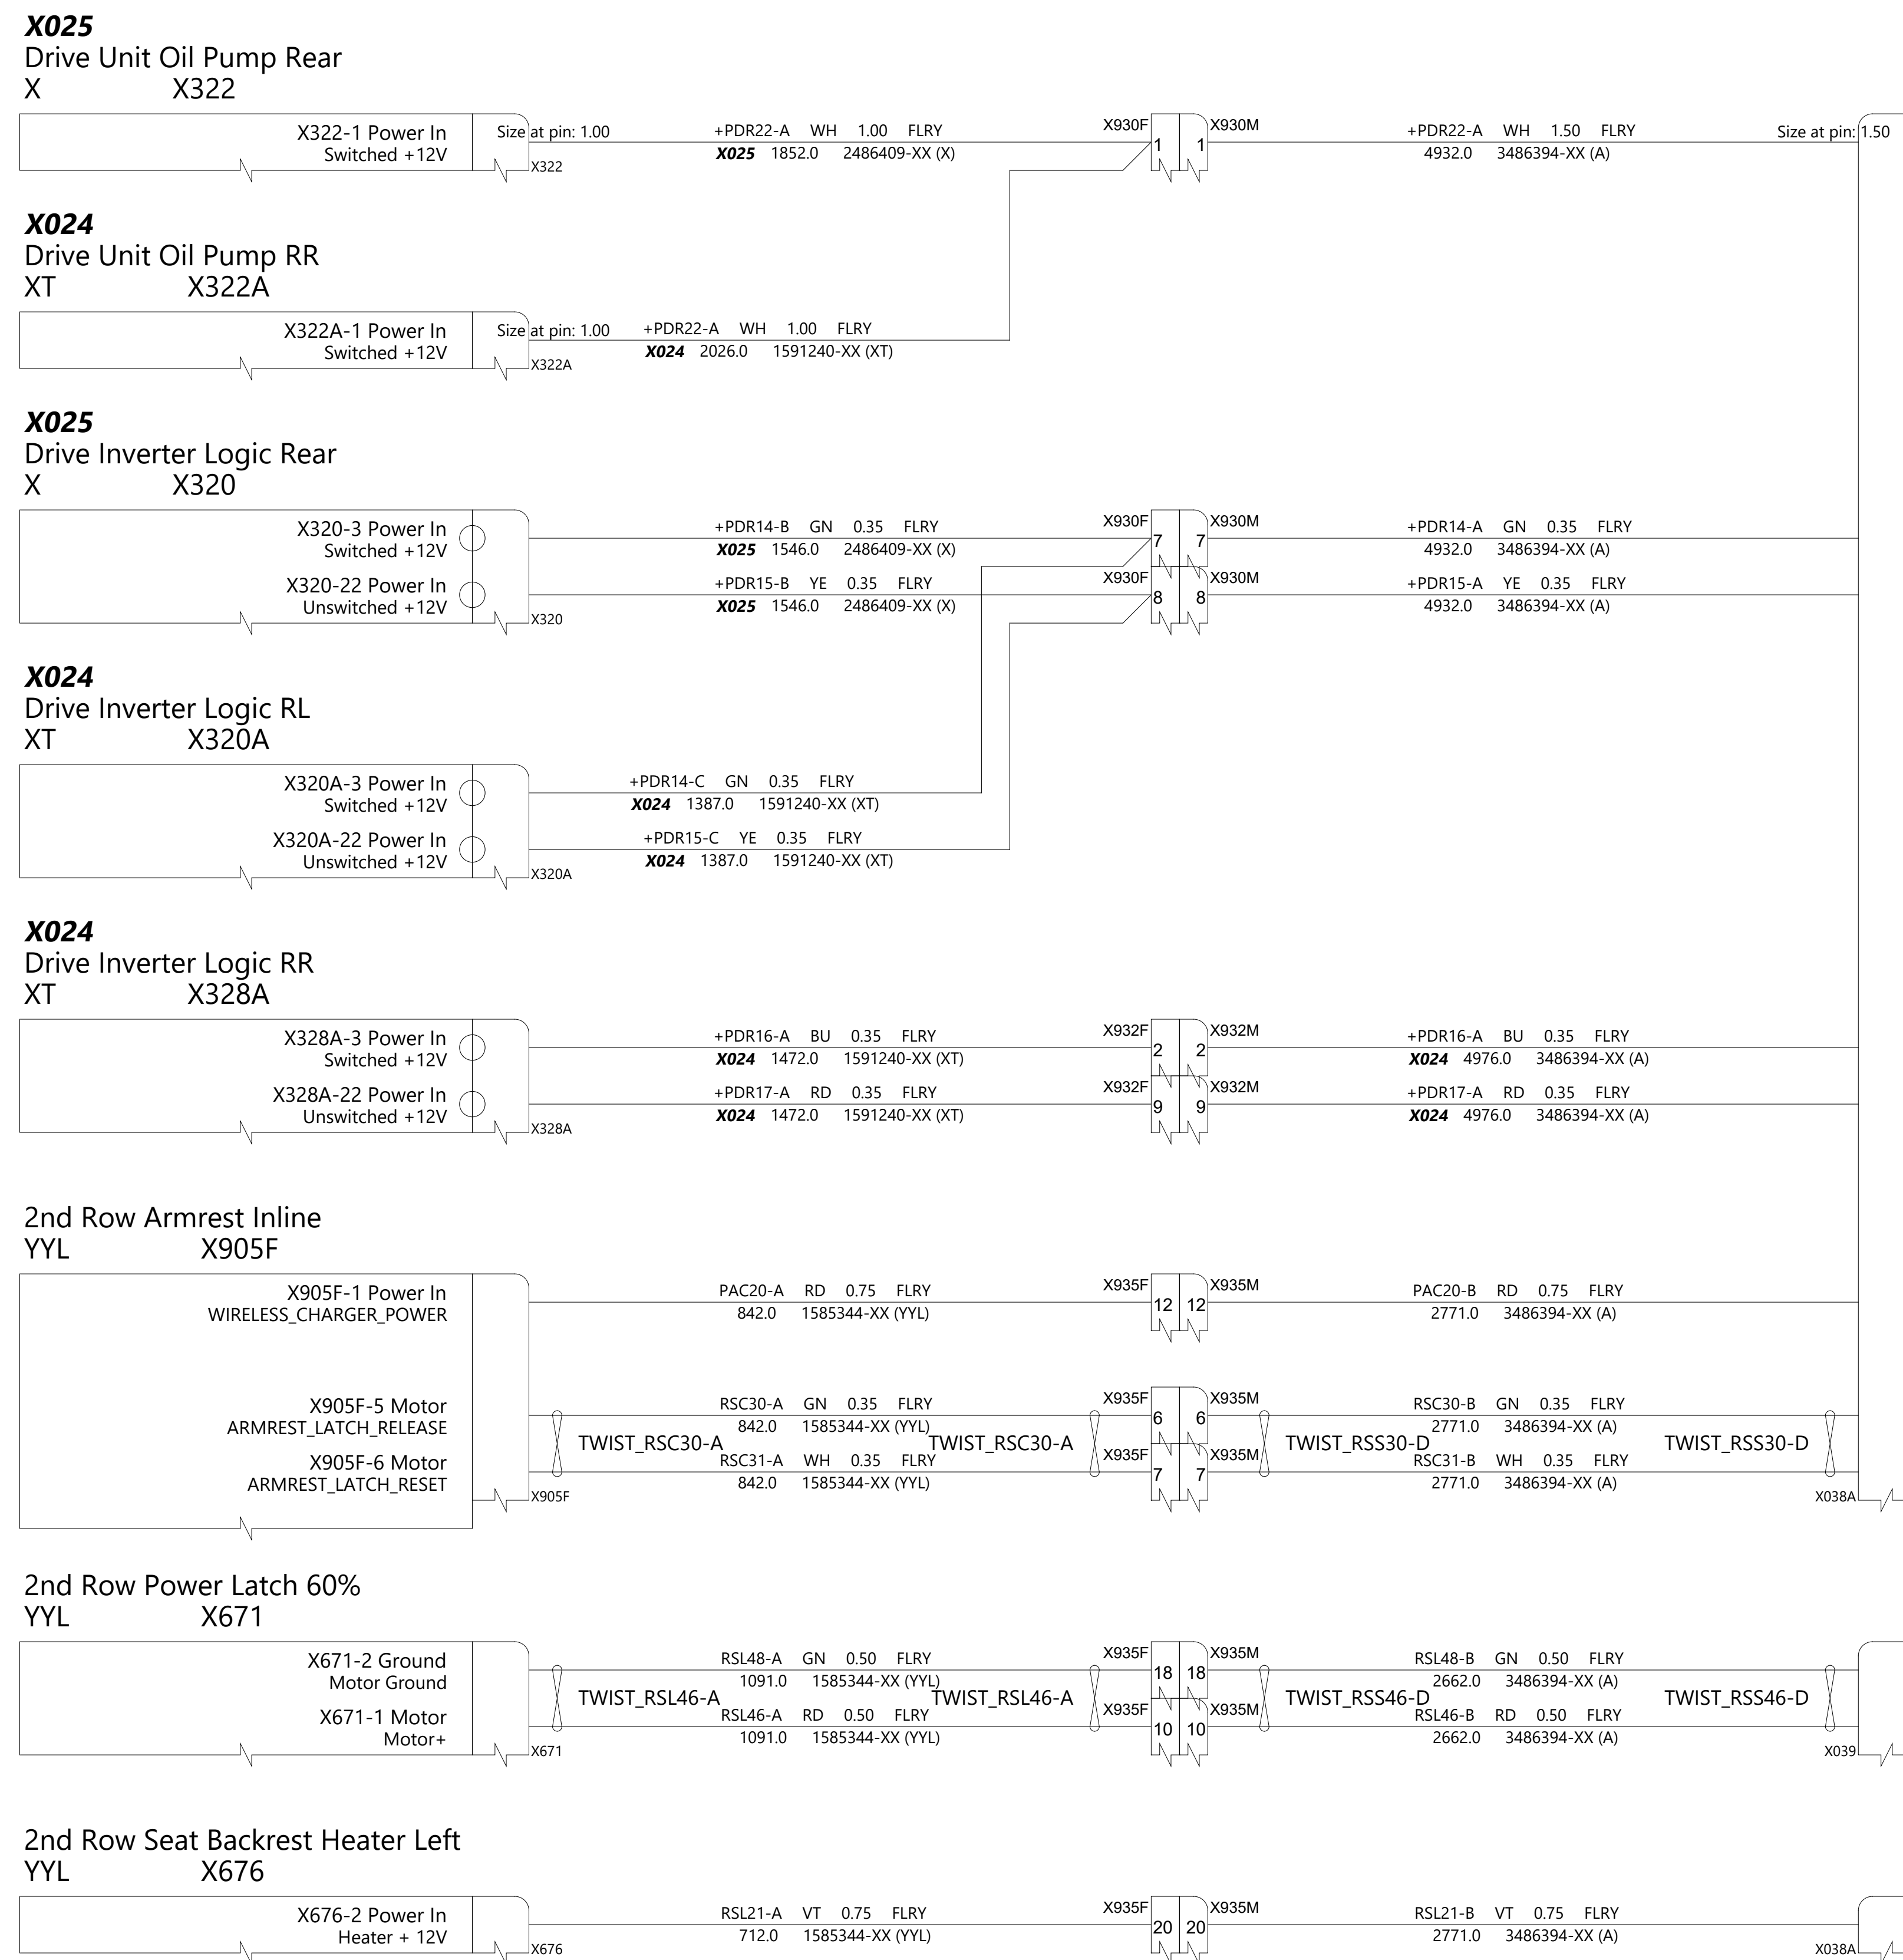 X025
Drive Unit Oil Pump Rear
X X322
X322-1 Power In Size at pin: 1.00 +PDR22-A WH 1.00 FLRY X930F X930M +PDR22-A WH 1.50 FLRY Size at pin: 1.50
Switched +12V X025 1852.0 2486409-XX (X) 1 1 4932.0 3486394-XX (A)
X322
X024
Drive Unit Oil Pump RR
XT X322A
X322A-1 Power In Size at pin: 1.00 +PDR22-A WH 1.00 FLRY
Switched +12V X024 2026.0 1591240-XX (XT)
X322A
X025
Drive Inverter Logic Rear
X X320
X320-3 Power In +PDR14-B GN 0.35 FLRY X930F X930M +PDR14-A GN 0.35 FLRY
Switched +12V X025 1546.0 2486409-XX (X) 7 7 4932.0 3486394-XX (A)
X320-22 Power In +PDR15-B YE 0.35 FLRY X930F X930M +PDR15-A YE 0.35 FLRY
Unswitched +12V X025 1546.0 2486409-XX (X) 8 8 4932.0 3486394-XX (A)
X320
X024
Drive Inverter Logic RL
XT X320A
X320A-3 Power In +PDR14-C GN 0.35 FLRY
Switched +12V X024 1387.0 1591240-XX (XT)
X320A-22 Power In +PDR15-C YE 0.35 FLRY
Unswitched +12V X024 1387.0 1591240-XX (XT)
X320A
X024
Drive Inverter Logic RR
XT X328A
X328A-3 Power In +PDR16-A BU 0.35 FLRY X932F X932M +PDR16-A BU 0.35 FLRY
Switched +12V X024 1472.0 1591240-XX (XT) 2 2 X024 4976.0 3486394-XX (A)
X328A-22 Power In +PDR17-A RD 0.35 FLRY X932F X932M +PDR17-A RD 0.35 FLRY
Unswitched +12V X024 1472.0 1591240-XX (XT) 9 9 X024 4976.0 3486394-XX (A)
X328A
2nd Row Armrest Inline
YYL X905F
X905F-1 Power In PAC20-A RD 0.75 FLRY X935F X935M PAC20-B RD 0.75 FLRY
WIRELESS_CHARGER_POWER 842.0 1585344-XX (YYL) 12 12 2771.0 3486394-XX (A)
X905F-5 Motor RSC30-A GN 0.35 FLRY X935F X935M RSC30-B GN 0.35 FLRY
ARMREST_LATCH_RELEASE 842.0 1585344-XX (YYL) 6 6 2771.0 3486394-XX (A)
TWIST_RSC30-A TWIST_RSC30-A TWIST_RSS30-D TWIST_RSS30-D
X905F-6 Motor RSC31-A WH 0.35 FLRY X935F X935M RSC31-B WH 0.35 FLRY
ARMREST_LATCH_RESET 842.0 1585344-XX (YYL) 7 7 2771.0 3486394-XX (A)
X905F X038A
2nd Row Power Latch 60%
YYL X671
X671-2 Ground RSL48-A GN 0.50 FLRY X935F X935M RSL48-B GN 0.50 FLRY
Motor Ground 1091.0 1585344-XX (YYL) 18 18 2662.0 3486394-XX (A)
TWIST_RSL46-A TWIST_RSL46-A TWIST_RSS46-D TWIST_RSS46-D
X671-1 Motor RSL46-A RD 0.50 FLRY X935F X935M RSL46-B RD 0.50 FLRY
Motor+ 1091.0 1585344-XX (YYL) 10 10 2662.0 3486394-XX (A)
X671 X039
2nd Row Seat Backrest Heater Left
YYL X676
X676-2 Power In RSL21-A VT 0.75 FLRY X935F X935M RSL21-B VT 0.75 FLRY
Heater + 12V 712.0 1585344-XX (YYL) 20 20 2771.0 3486394-XX (A)
X676 X038A